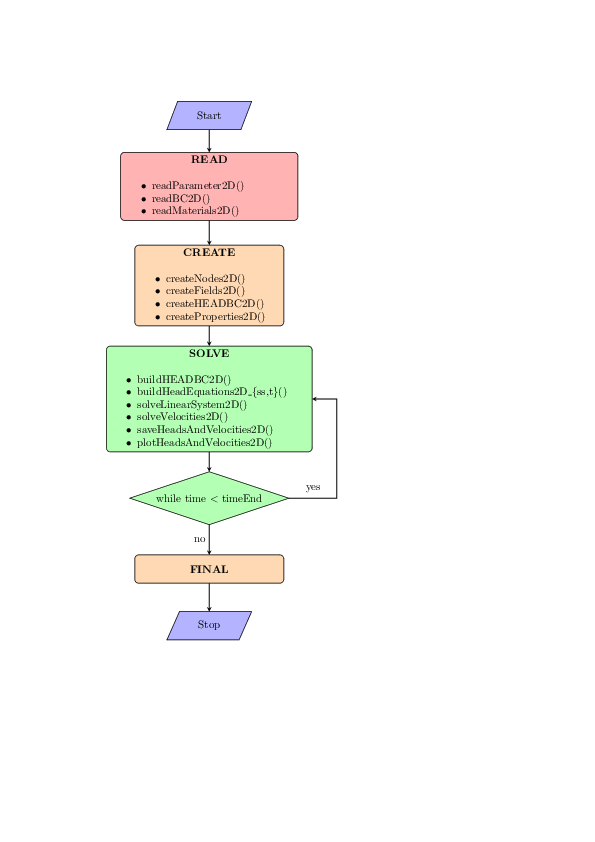 Start
READ
• readParameter2D()
• readBC2D()
• readMaterials2D()
CREATE
• createNodes2D()
• createFields2D()
• createHEADBC2D()
• createProperties2D()
SOLVE
• buildHEADBC2D()
• buildHeadEquations2D_{ss,t}()
• solveLinearSystem2D()
• solveVelocities2D()
• saveHeadsAndVelocities2D()
• plotHeadsAndVelocities2D()
yes
while time < timeEnd
no
FINAL
Stop